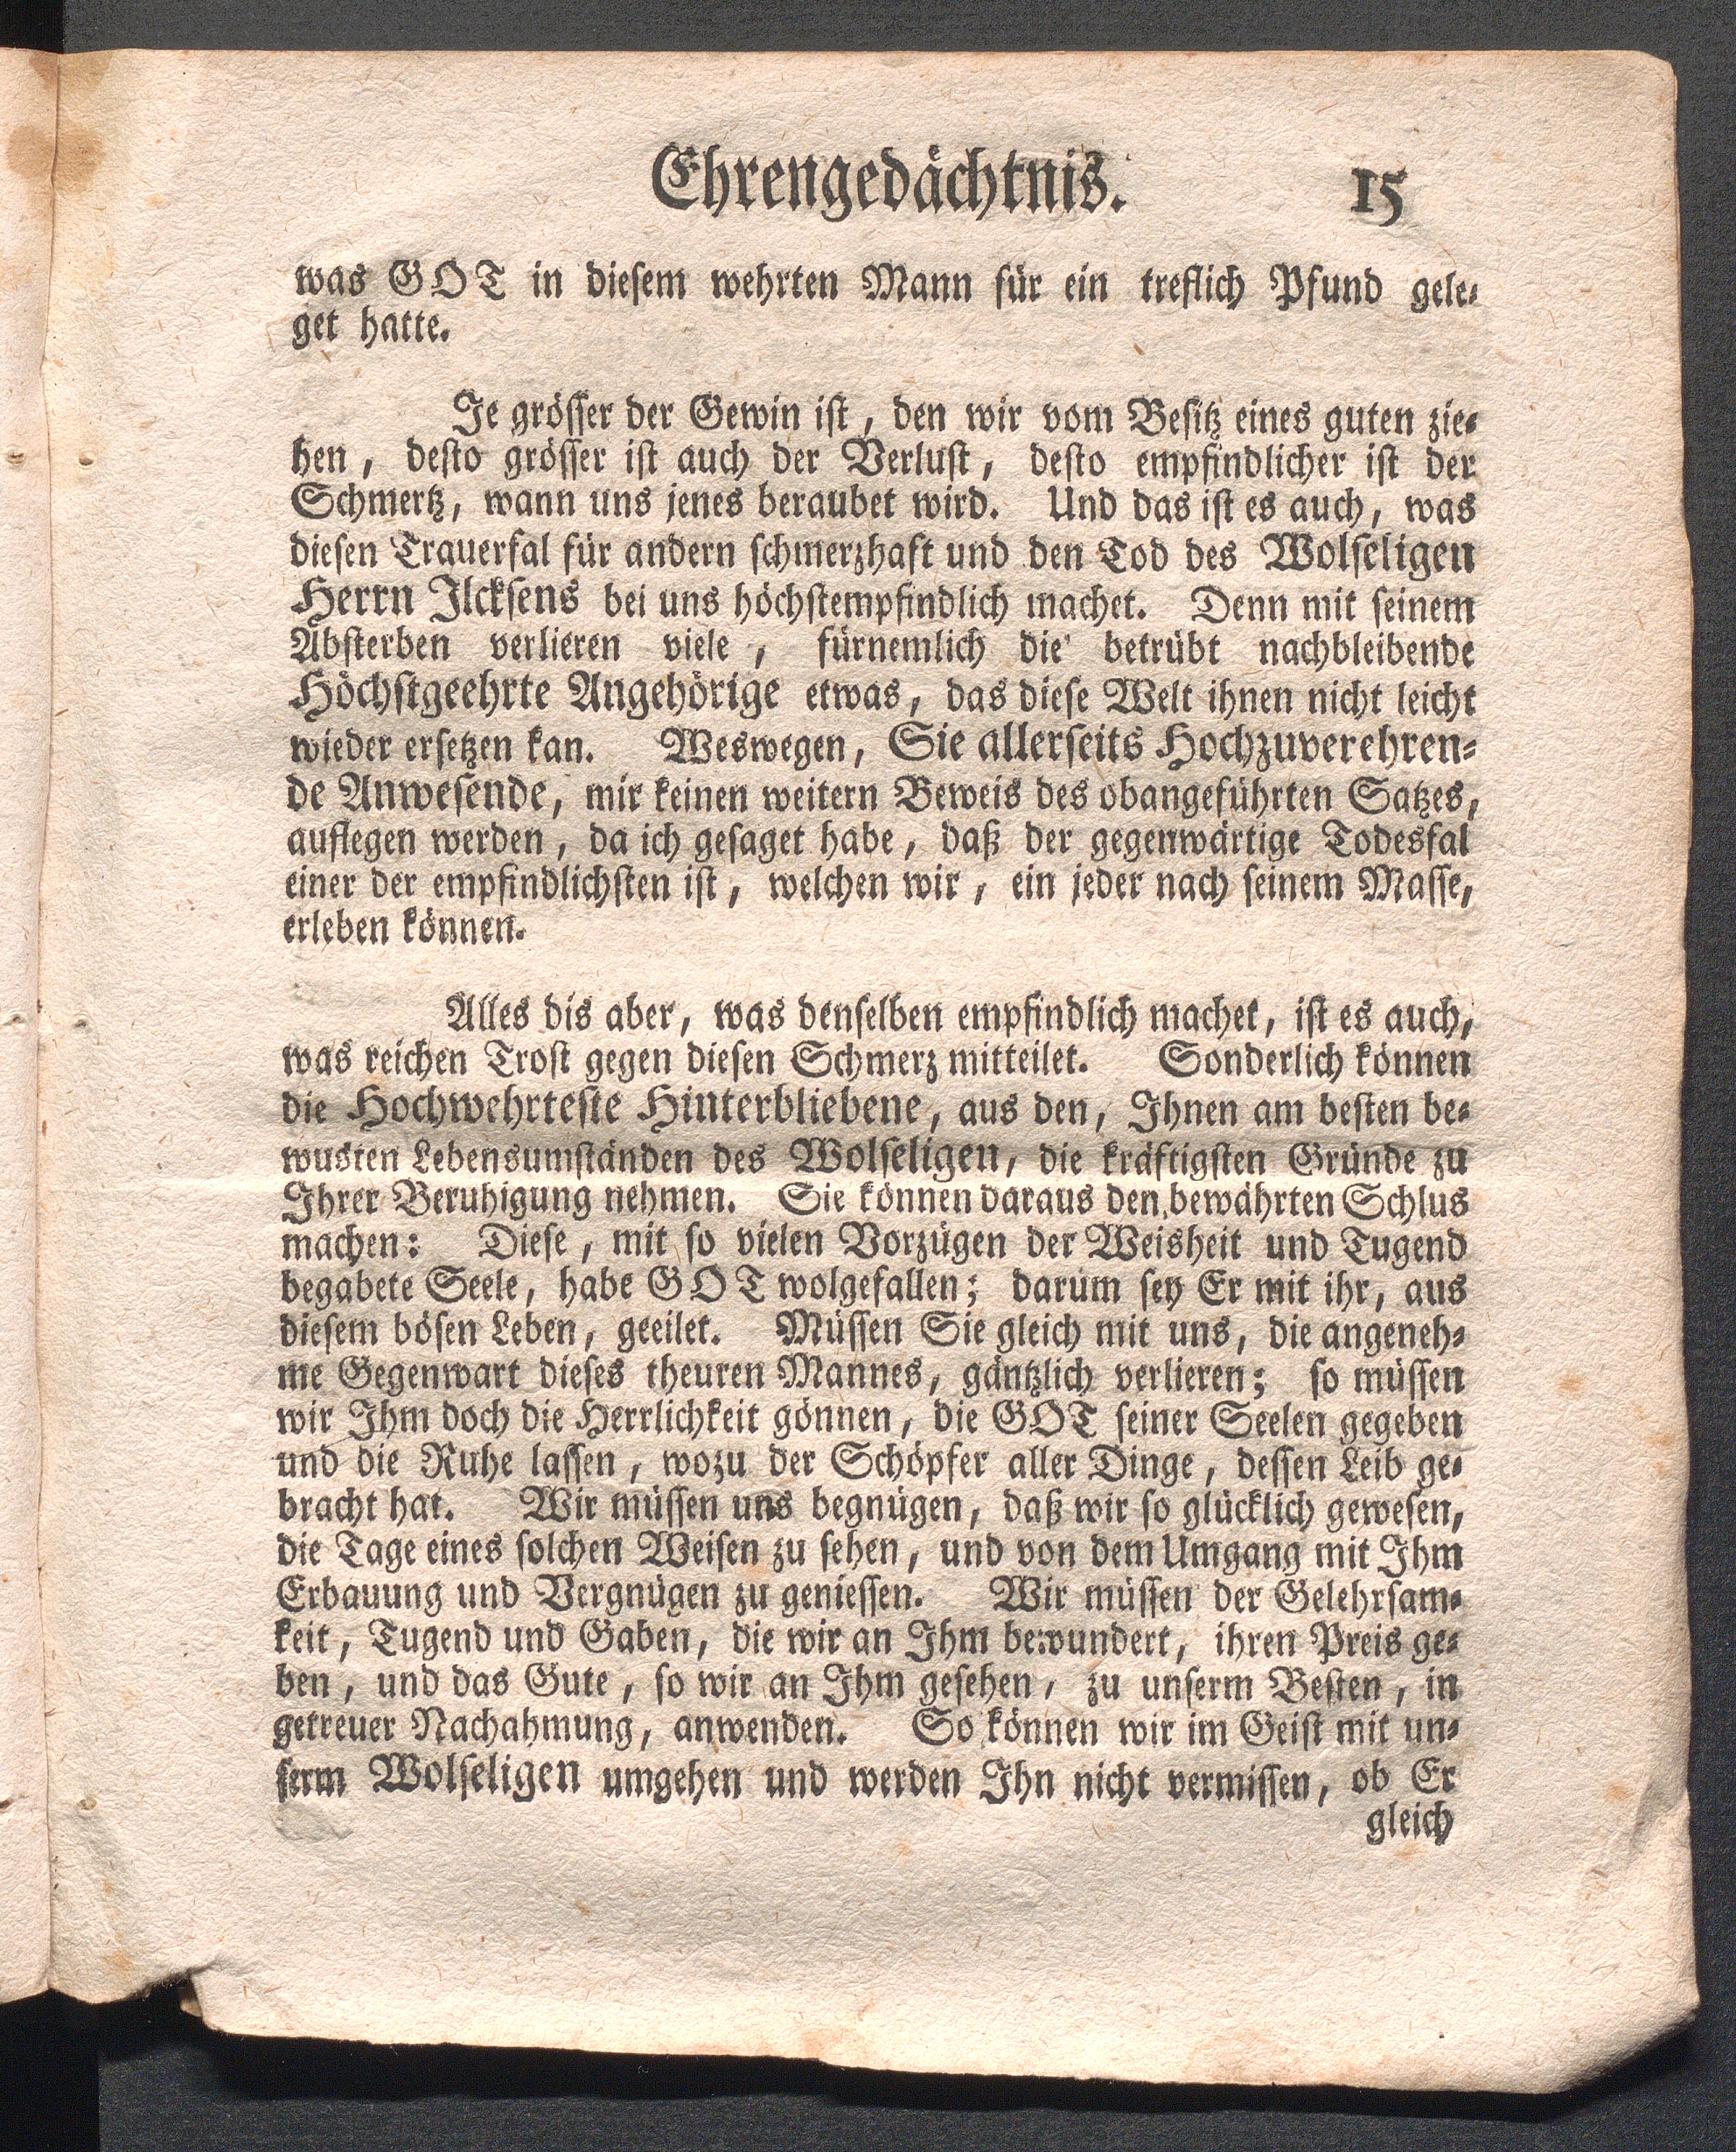 Ehrengedächtnis. 15
was GOT in diesem wehrten Mann für ein treflich Pfund gele-
get hatte.
Je grösser der Gewin ist, den wir vom Besitz eines guten zie-
hen, desto grösser ist auch der Verlust, desto empfindlicher ist der
Schmertz, wann uns jenes beraubet wird. Und das ist es auch, was
diesen Trauerfal für andern schmerzhaft und den Tod des Wolseligen
Herrn Ilcksens bei uns höchstempfindlich machet. Denn mit seinem
Absterben verlieren viele, fürnemlich die betrübt nachbleibende
Höchstgeehrte Angehörige etwas, das diese Welt ihnen nicht leicht
wieder ersetzen kan. Weswegen, Sie allerseits Hochzuverehren-
de Anwesende, mir keinen weitern Beweis des obangeführten Satzes,
auflegen werden, da ich gesaget habe, daß der gegenwärtige Todesfal
einer der empfindlichsten ist, welchen wir, ein jeder nach seinem Masse,
erleben können.
Alles dis aber, was denselben empfindlich machet, ist es auch,
was reichen Trost gegen diesen Schmerz mitteilet. Sonderlich können
die Hochwehrteste Hinterbliebene, aus den, Ihnen am besten be-
wusten Lebensumständen des Wolseligen, die kräftigsten Gründe zu
Ihrer Beruhigung nehmen. Sie können daraus den bewährten Schlus
machen: Diese, mit so vielen Vorzügen der Weisheit und Tugend
begabete Seele, habe GOT wolgefallen; darum sey Er mit ihr, aus
diesem bösen Leben, geeilet. Müssen Sie gleich mit uns, die angeneh-
me Gegenwart dieses theuren Mannes, gäntzlich verlieren; so müssen
wir Ihm doch die Herrlichkeit gönnen, die GOT seiner Seelen gegeben
und die Ruhe lassen, wozu der Schöpfer aller Dinge, dessen Leib ge-
bracht hat. Wir müssen uns begnügen, daß wir so glücklich gewesen,
die Tage eines solchen Weisen zu sehen, und von dem Umgang mit Ihm
Erbauung und Vergnügen zu geniessen. Wir müssen der Gelehrsam-
keit, Tugend und Gaben, die wir an Ihm bewundert, ihren Preis ge-
ben, und das Gute, so wir an Ihm gesehen, zu unserm Besten, in
getreuer Nachahmung, anwenden. So können wir im Geist mit un-
serm Wolseligen umgehen und werden Ihn nicht vermissen, ob Er
gleich